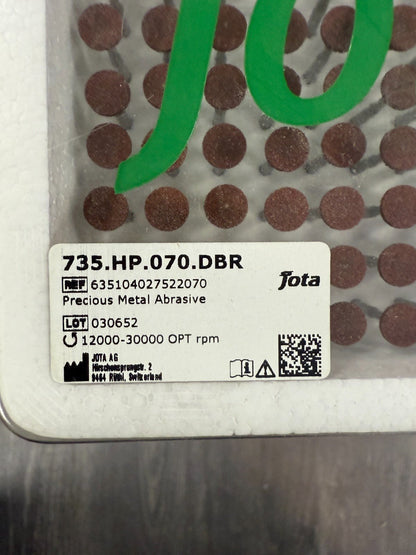 Jo
735.HP.070.DBR
REF 635104027522070
Jota
Precious Metal Abrasive
LOT 030652
12000-30000 OPT rpm
JOTA AG
Hirschensprungstr. 2
9464 Rüthi, Switzerland